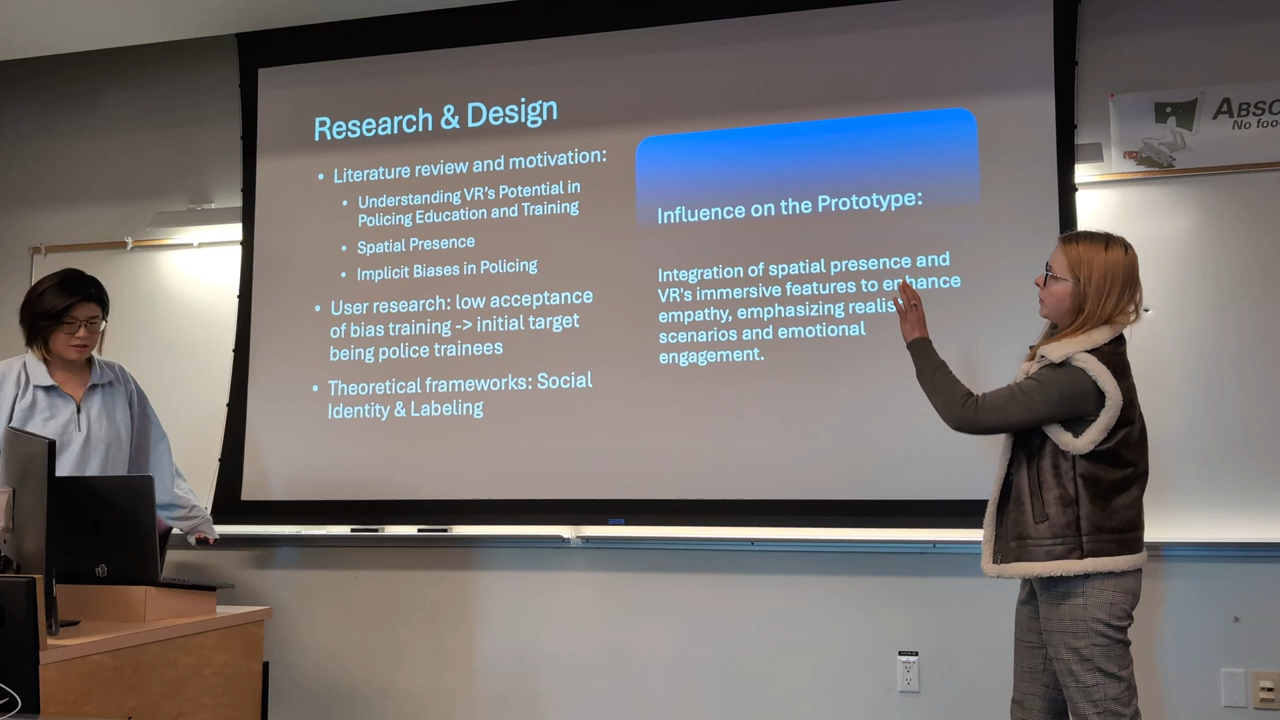 Research & Design
• Literature review and motivation:
• Understanding VR's Potential in
Policing Education and Training
• Spatial Presence
• Implicit Biases in Policing
• User research: low acceptance
of bias training -> initial target
being police trainees
• Theoretical frameworks: Social
Identity & Labeling
Influence on the Prototype:
Integration of spatial presence and
VR's immersive features to enhance
empathy, emphasizing
scenarios and emotional
engagement.
No